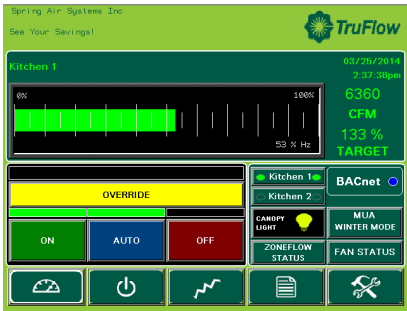 Spring Air Systems Inc
See Your Savings!
TruFlow
Kitchen 1
03/25/2014
2:37:38pm
0%
100%
53 % Hz
6360
CFM
133 %
TARGET
OVERRIDE
ON
AUTO
OFF
Kitchen 1
Kitchen 2
BACnet
CANOPY
LIGHT
MUA
WINTER MODE
ZONEFLOW
STATUS
FAN STATUS